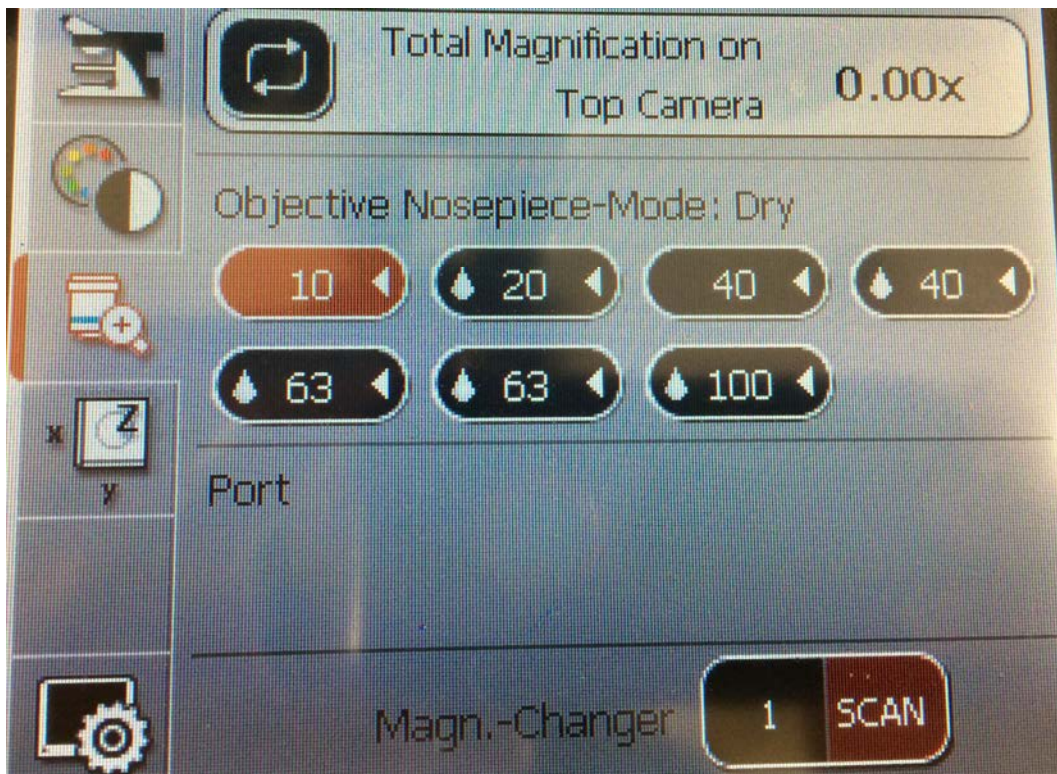 Total Magnification on
Top Camera
0.00x
Objective Nosepiece-Mode: Dry
10 20 40 40
63 63 100
x Z
y
Port
Magn.-Changer 1 SCAN